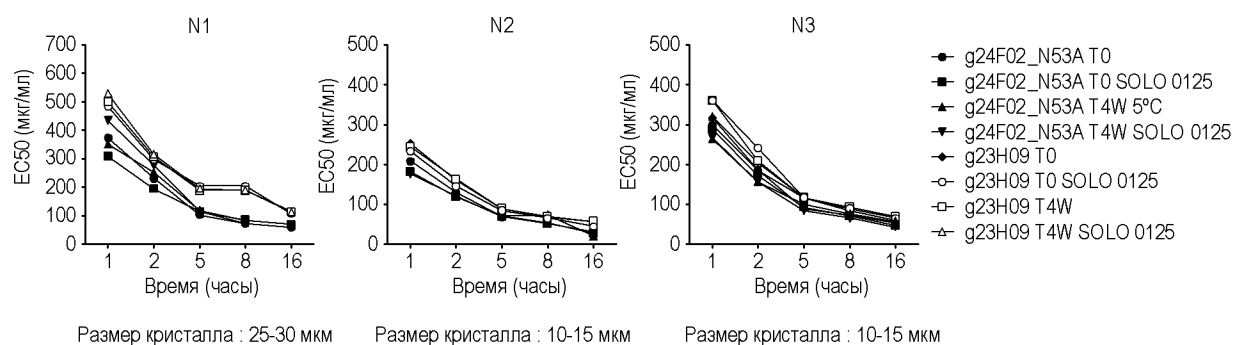 N1
N2
N3
EC50 (мкг/мл)
700
600
500
400
300
200
100
0
1 2 5 8 16
Время (часы)
Размер кристалла : 25-30 мкм
EC50 (мкг/мл)
500
400
300
200
100
0
1 2 5 8 16
Время (часы)
Размер кристалла : 10-15 мкм
EC50 (мкг/мл)
500
400
300
200
100
0
1 2 5 8 16
Время (часы)
Размер кристалла : 10-15 мкм
g24F02_N53A T0
g24F02_N53A T0 SOLO 0125
g24F02_N53A T4W 5ºC
g24F02_N53A T4W SOLO 0125
g23H09 T0
g23H09 T0 SOLO 0125
g23H09 T4W
g23H09 T4W SOLO 0125